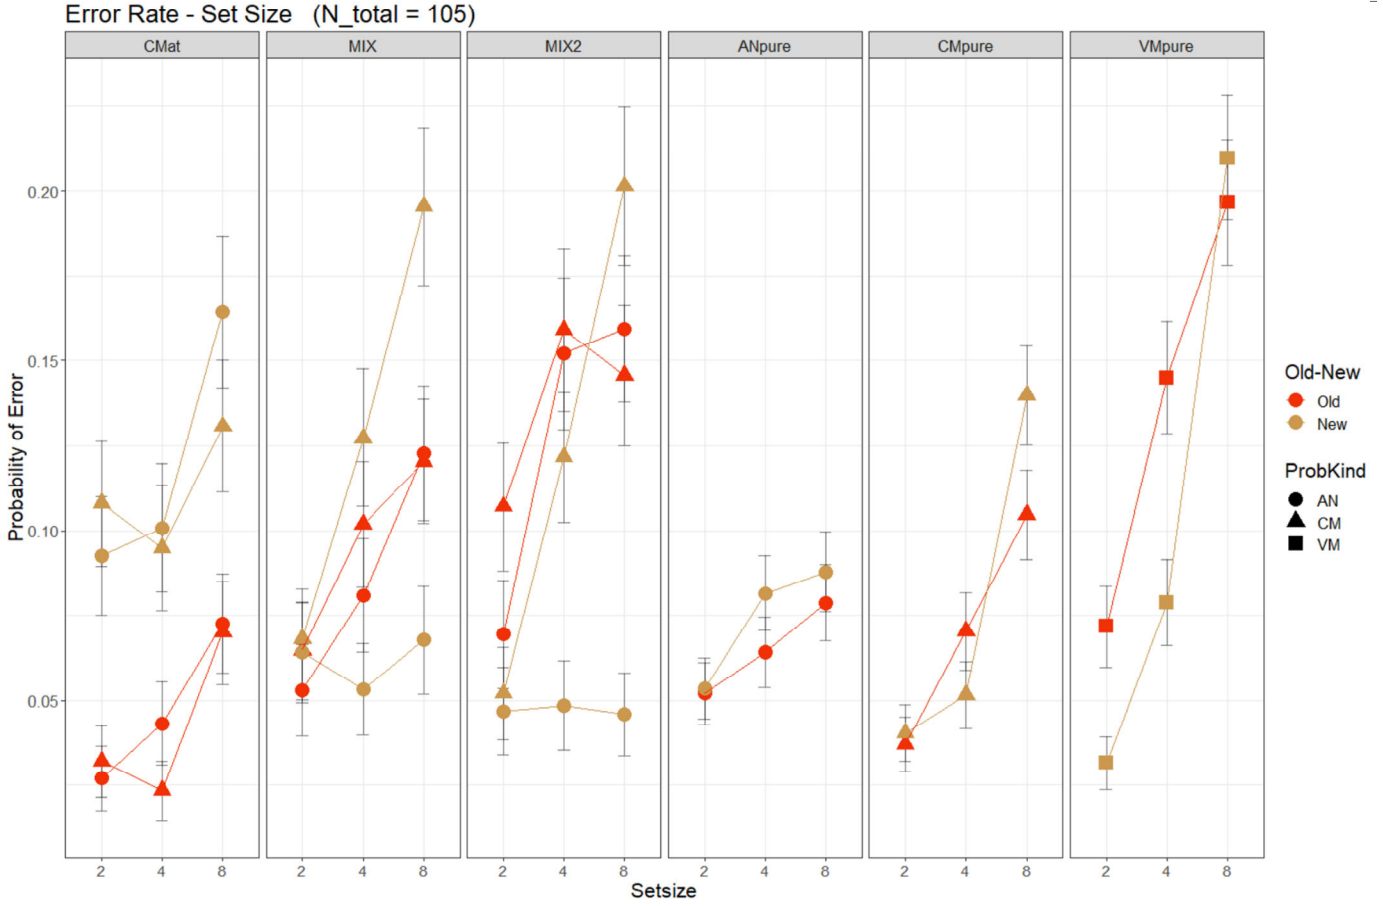 Error Rate - Set Size (N_total = 105)
CMat
MIX
MIX2
ANpure
CMpure
VMpure
Probability of Error
0.20
0.15
0.10
0.05
2 4 8
2 4 8
2 4 8
2 4 8
2 4 8
2 4 8
Setsize
Old-New
Old
New
ProbKind
AN
CM
VM